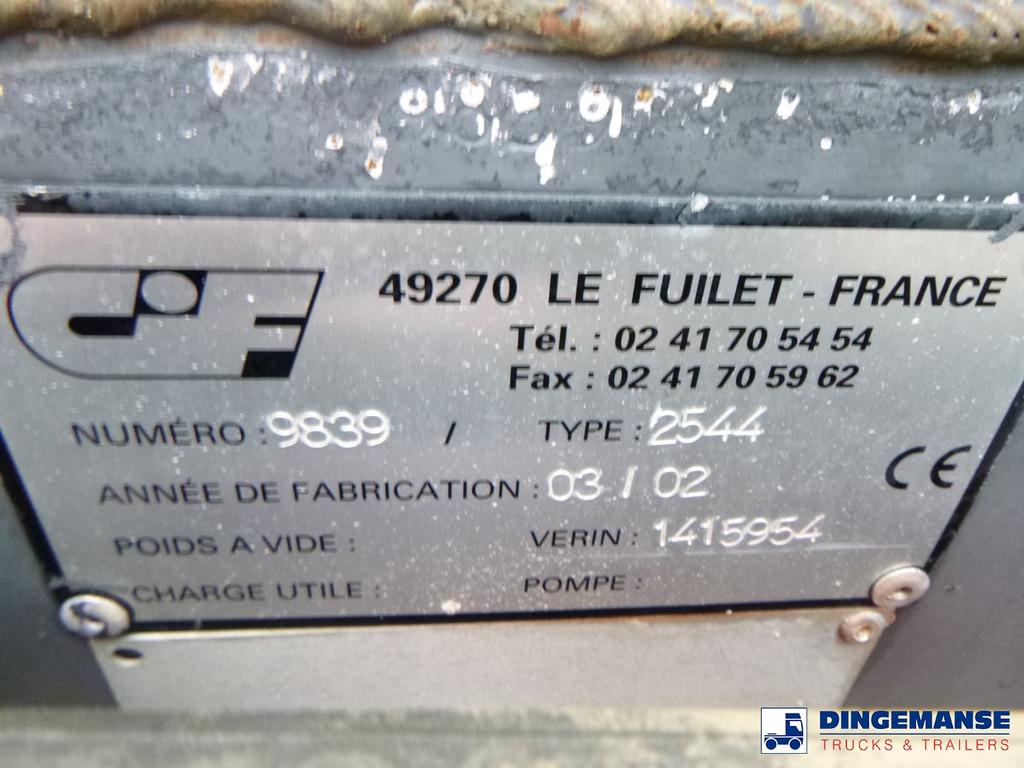 49270 LE FUILET - FRANCE
Tél. : 02 41 70 54 54
Fax : 02 41 70 59 62
NUMÉRO : 9839 / TYPE : 2544
ANNÉE DE FABRICATION : 03 / 02
POIDS A VIDE : VERIN : 1415954
CHARGE UTILE : POMPE :
CE
DINGEMANSE
TRUCKS & TRAILERS